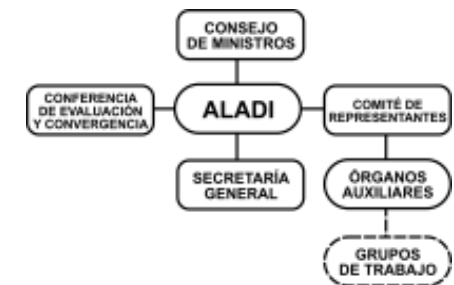 CONSEJO
DE MINISTROS
CONFERENCIA
DE EVALUACIÓN
Y CONVERGENCIA
ALADI
COMITÉ DE
REPRESENTANTES
SECRETARÍA
GENERAL
ÓRGANOS
AUXILIARES
GRUPOS
DE TRABAJO